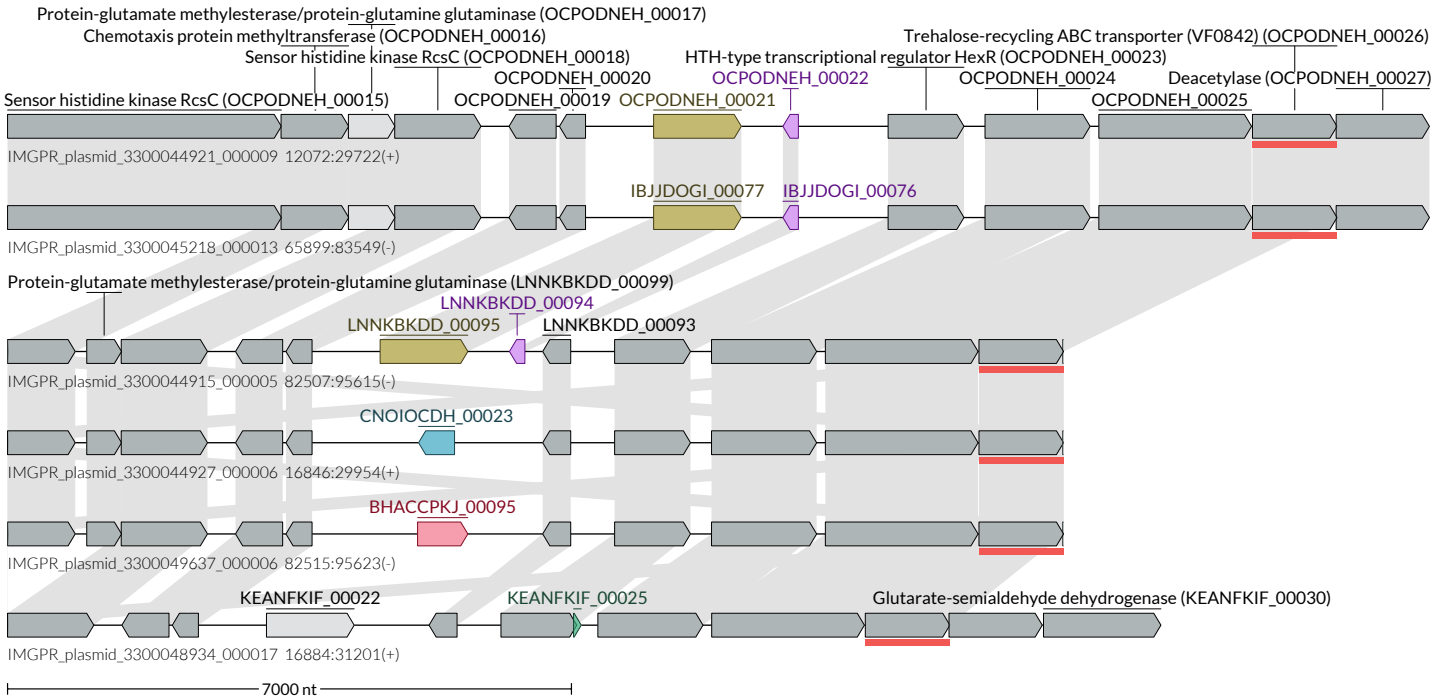 Protein-glutamate methylesterase/protein-glutamine glutaminase (OCPODNEH_00017)
Chemotaxis protein methyltransferase (OCPODNEH_00016)
Trehalose-recycling ABC transporter (VF0842) (OCPODNEH_00026)
Sensor histidine kinase RcsC (OCPODNEH_00018)
HTH-type transcriptional regulator HexR (OCPODNEH_00023)
OCPODNEH_00020
OCPODNEH_00022
OCPODNEH_00024
Deacetylase (OCPODNEH_00027)
Sensor histidine kinase RcsC (OCPODNEH_00015)
OCPODNEH_00019
OCPODNEH_00021
OCPODNEH_00025
IMGPR_plasmid_3300044921_000009 12072:29722(+)
IBJJDOGI_00077
IBJJDOGI_00076
IMGPR_plasmid_3300045218_000013 65899:83549(-)
Protein-glutamate methylesterase/protein-glutamine glutaminase (LNNKBKDD_00099)
LNNKBKDD_00094
LNNKBKDD_00095
LNNKBKDD_00093
IMGPR_plasmid_3300044915_000005 82507:95615(-)
CNOIOCDH_00023
IMGPR_plasmid_3300044927_000006 16846:29954(+)
BHACCPKJ_00095
IMGPR_plasmid_3300049637_000006 82515:95623(-)
KEANFKIF_00022
KEANFKIF_00025
Glutarate-semialdehyde dehydrogenase (KEANFKIF_00030)
IMGPR_plasmid_3300048934_000017 16884:31201(+)
7000 nt